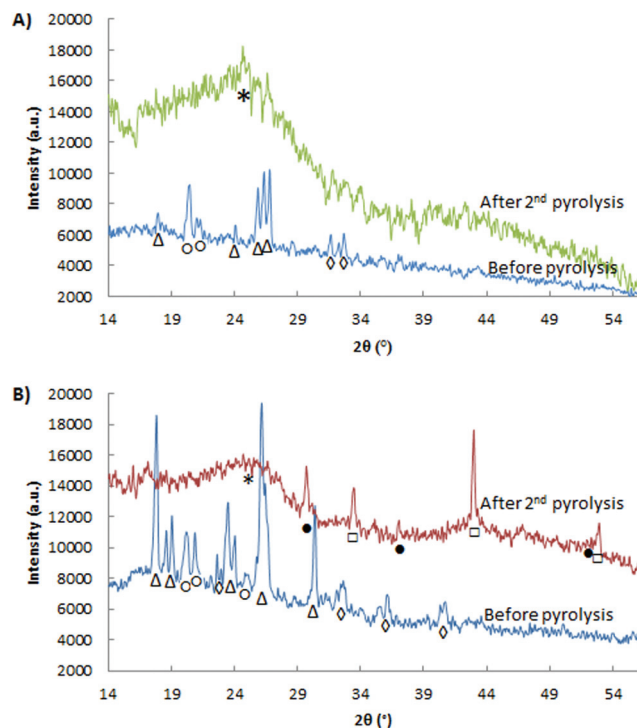 A)
20000
18000
16000
14000
12000
10000
8000
6000
4000
2000
Intensity (a.u.)
*
After 2nd pyrolysis
Before pyrolysis
14 19 24 29 34 39 44 49 54
2θ (°)
B)
20000
18000
16000
14000
12000
10000
8000
6000
4000
2000
Intensity (a.u.)
*
After 2nd pyrolysis
Before pyrolysis
14 19 24 29 34 39 44 49 54
2θ (°)